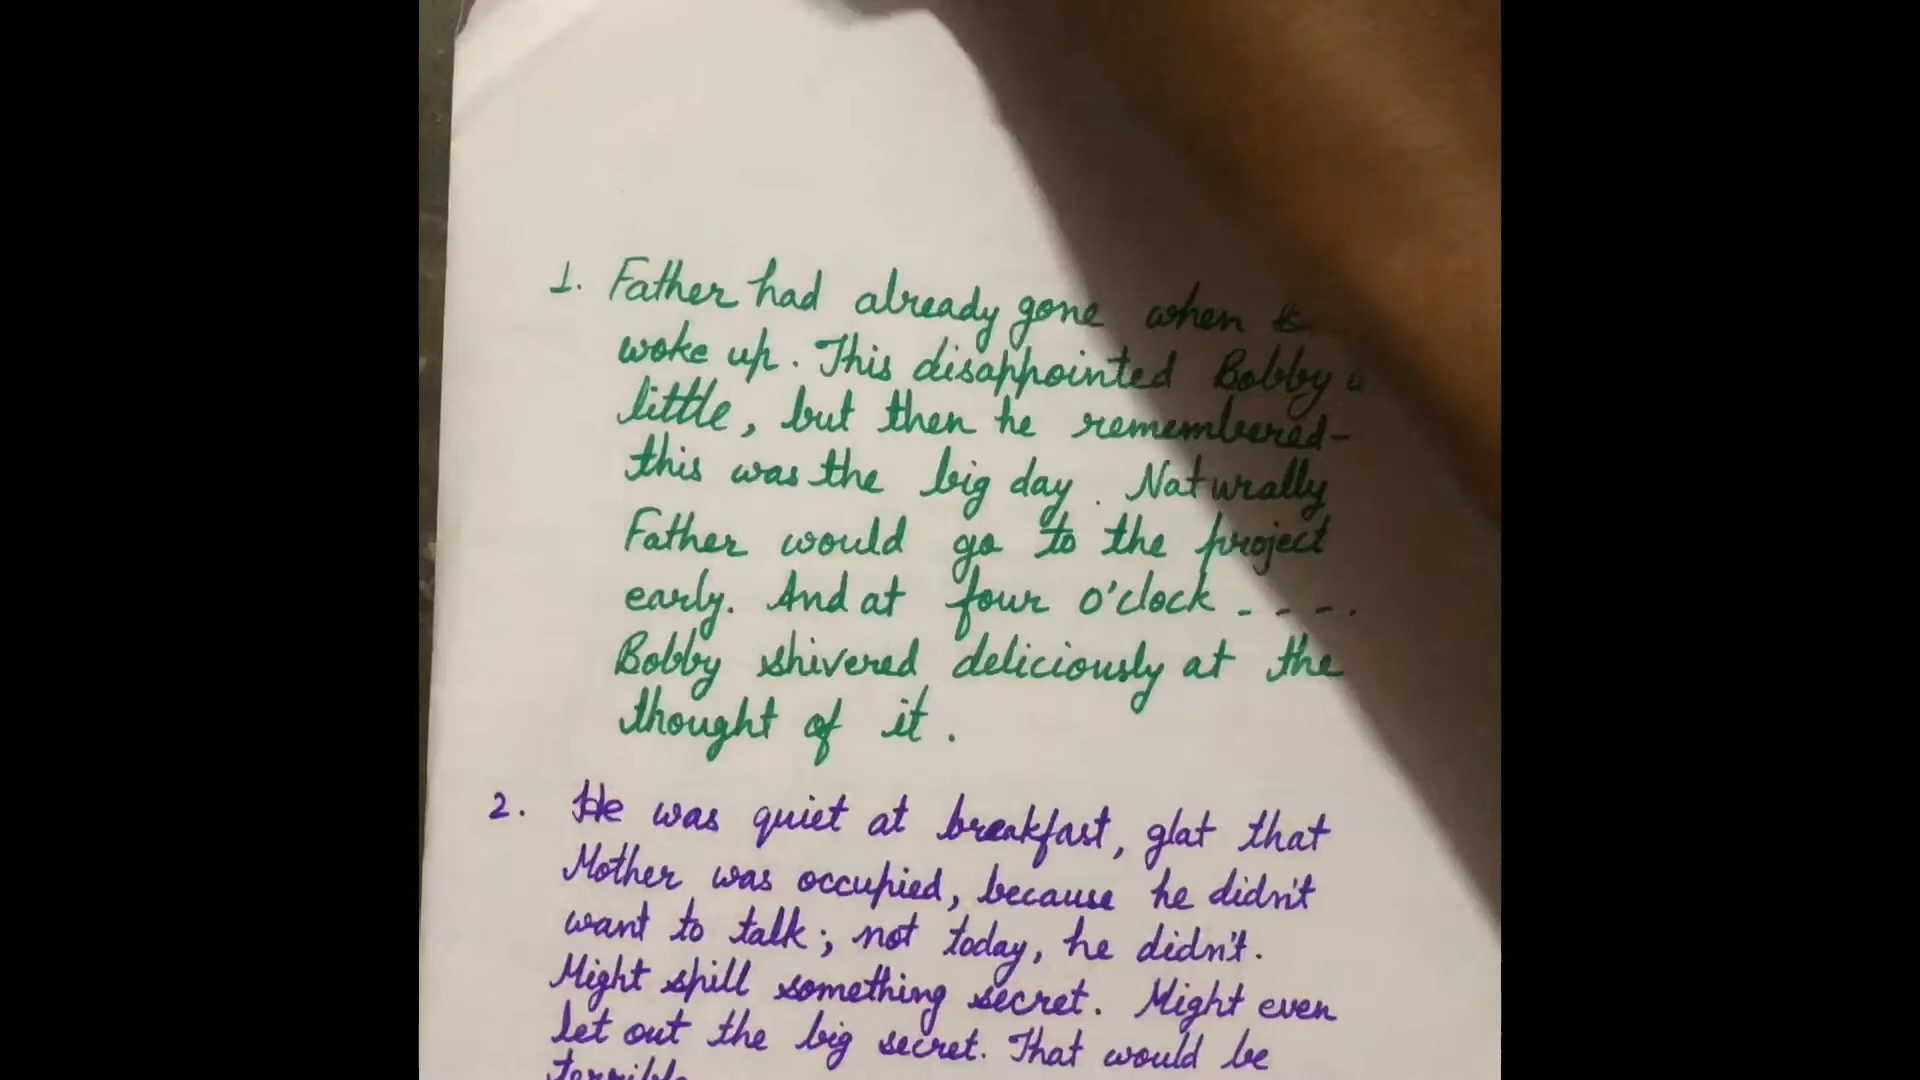 1. Father had already gone when
woke up. This disappointed Bobby
little, but then he remembered-
this was the big day. Naturally
Father would go to the project
early. And at four o'clock - - - -.
Bobby shivered deliciously at the
thought of it.
2. He was quiet at breakfast, glat that
Mother was occupied, because he didn't
want to talk; not today, he didn't.
Might spill something secret. Might even
let out the big secret. That would be